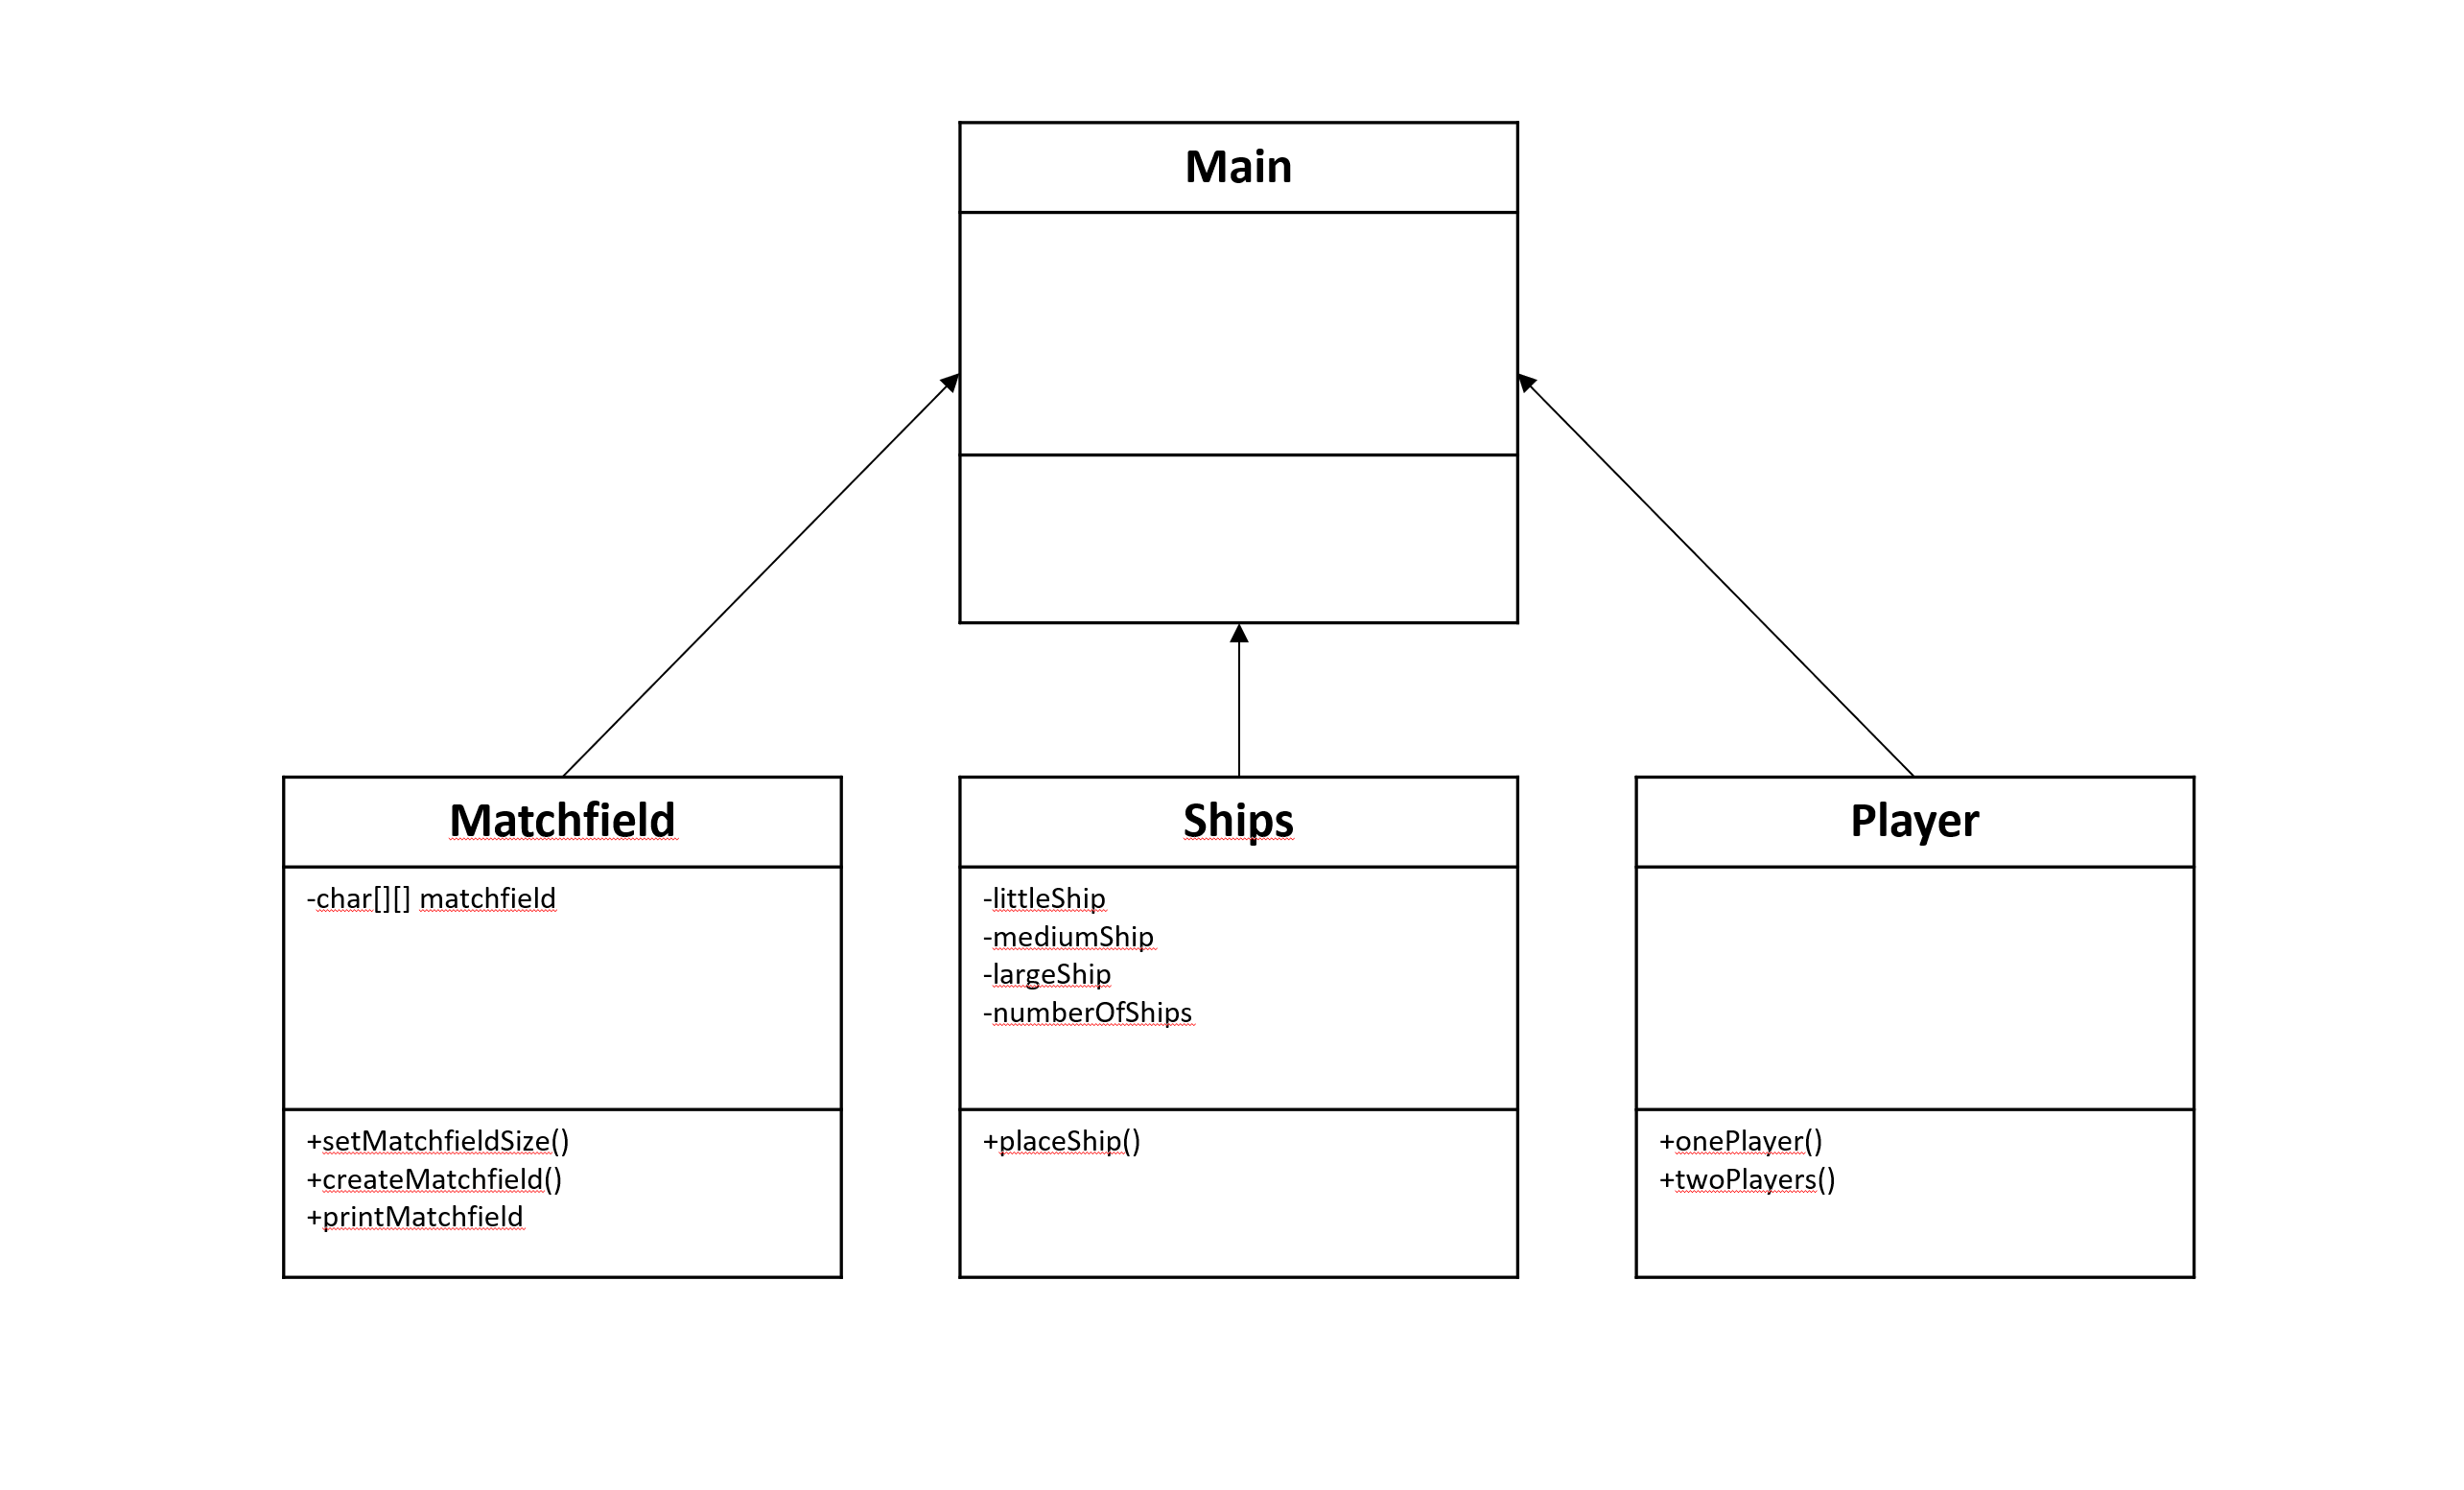 Main
Matchfield
-char[][] matchfield
+setMatchfieldSize()
+createMatchfield()
+printMatchfield
Ships
-littleShip
-mediumShip
-largeShip
-numberOfShips
+placeShip()
Player
+onePlayer()
+twoPlayers()